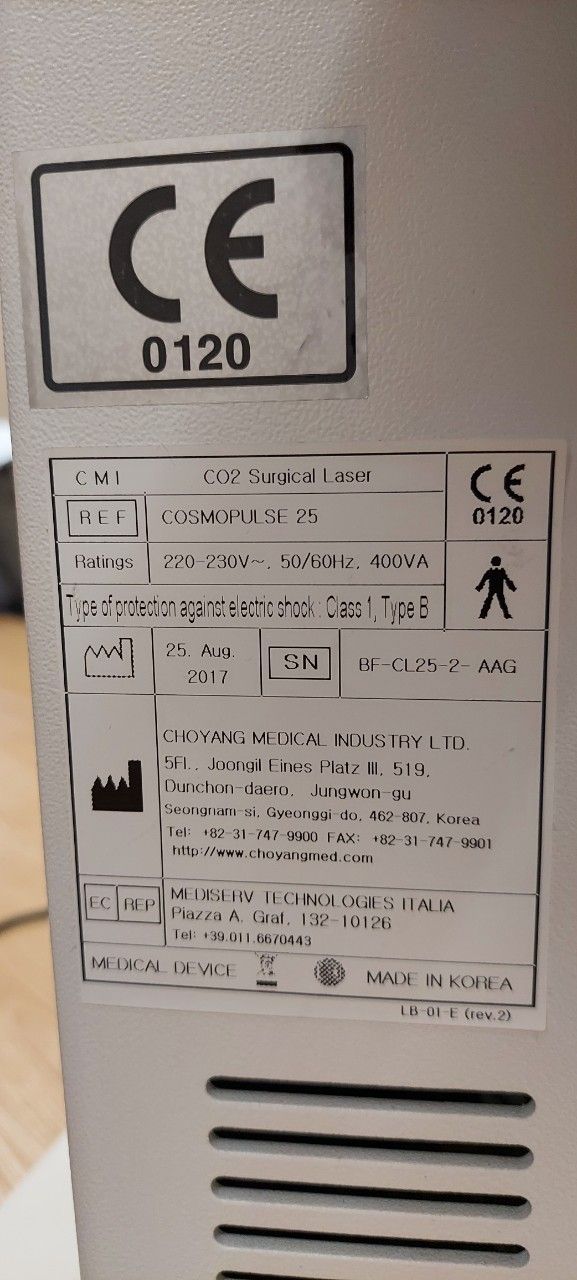 CE
0120
CMI CO2 Surgical Laser
CE
0120
REF COSMOPULSE 25
Ratings 220-230V~, 50/60Hz, 400VA
Type of protection against electric shock : Class 1, Type B
25. Aug. 2017
SN BF-CL25-2- AAG
CHOYANG MEDICAL INDUSTRY LTD.
5Fl., Joongil Eines Platz III, 519,
Dunchon-daero, Jungwon-gu
Seongnam-si, Gyeonggi-do, 462-807, Korea
Tel: +82-31-747-9900 FAX: +82-31-747-9901
http://www.choyangmed.com
EC REP MEDISERV TECHNOLOGIES ITALIA
Piazza A. Graf, 132-10126
Tel: +39.011.6670443
MEDICAL DEVICE MADE IN KOREA
LB-01-E (rev.2)